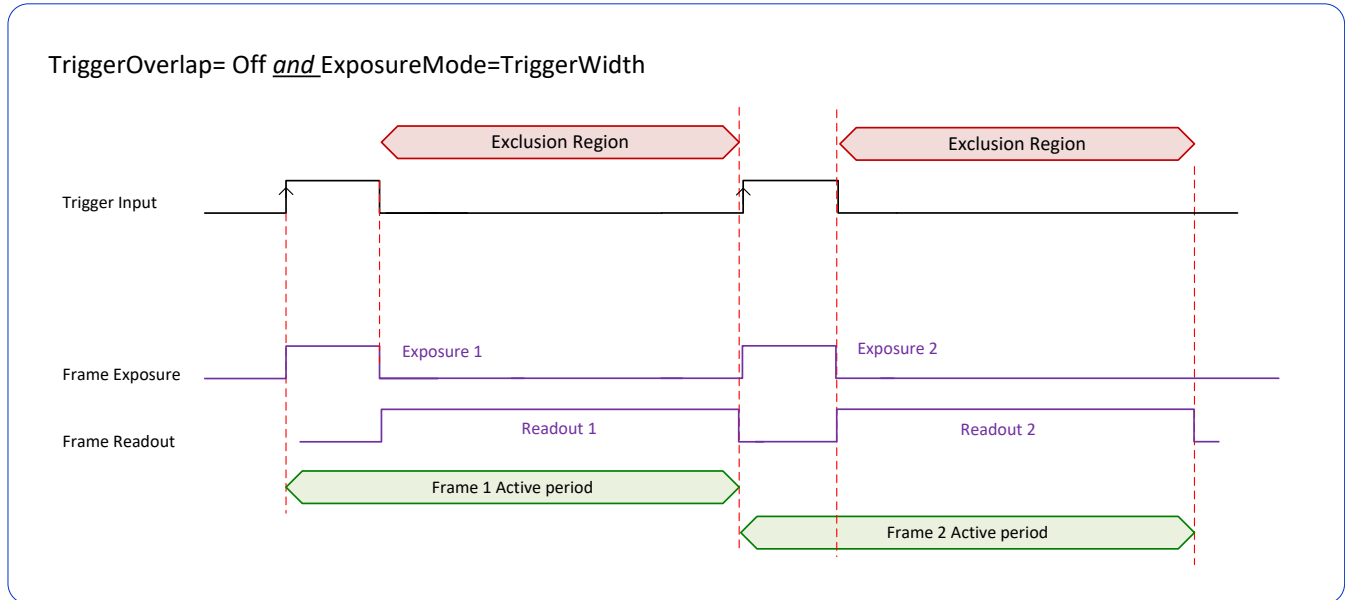 TriggerOverlap= Off and ExposureMode=TriggerWidth
Exclusion Region
Exclusion Region
Trigger Input
Exposure 1
Exposure 2
Frame Exposure
Frame Readout
Readout 1
Readout 2
Frame 1 Active period
Frame 2 Active period